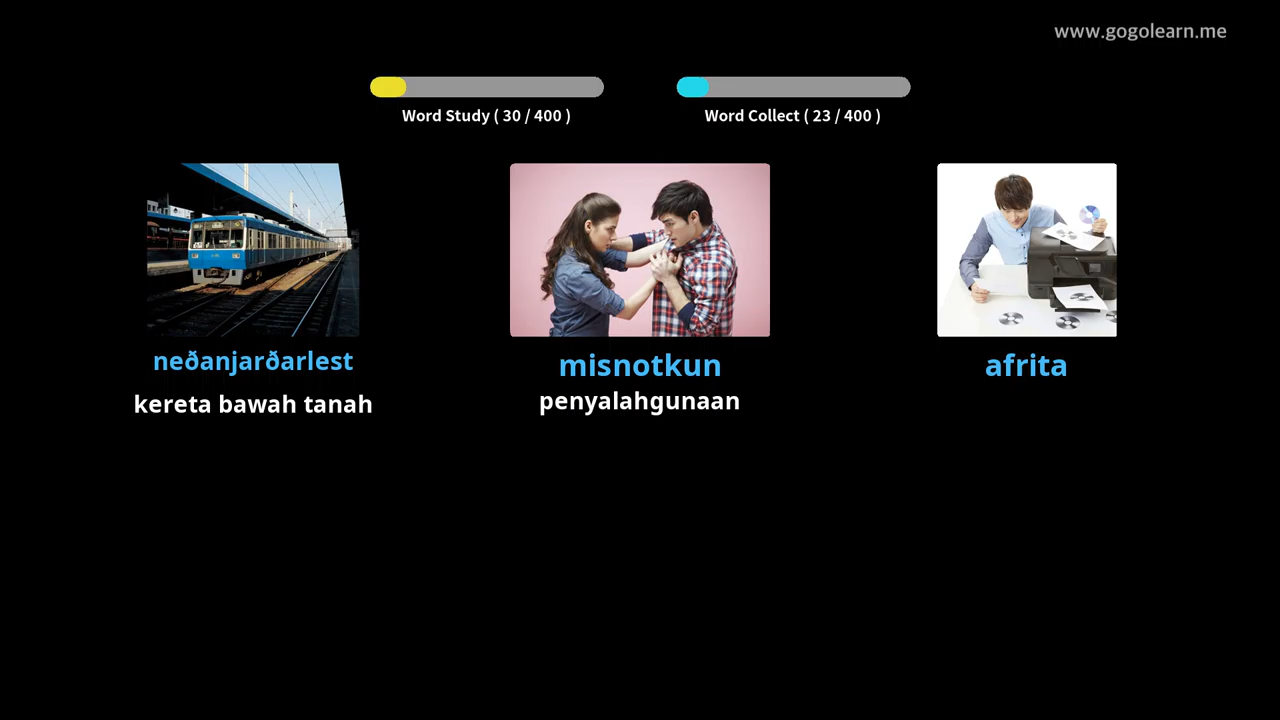 www.gogolearn.me
Word Study ( 30 / 400 )
Word Collect ( 23 / 400 )
neðanjarðarlest
misnotkun
afrita
kereta bawah tanah
penyalahgunaan